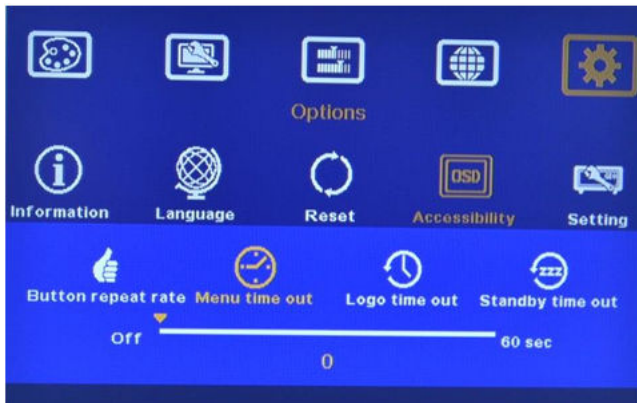 Options
OSD
Information Language Reset Accessibility Setting
zzz
Button repeat rate Menu time out Logo time out Standby time out
Off 60 sec
0